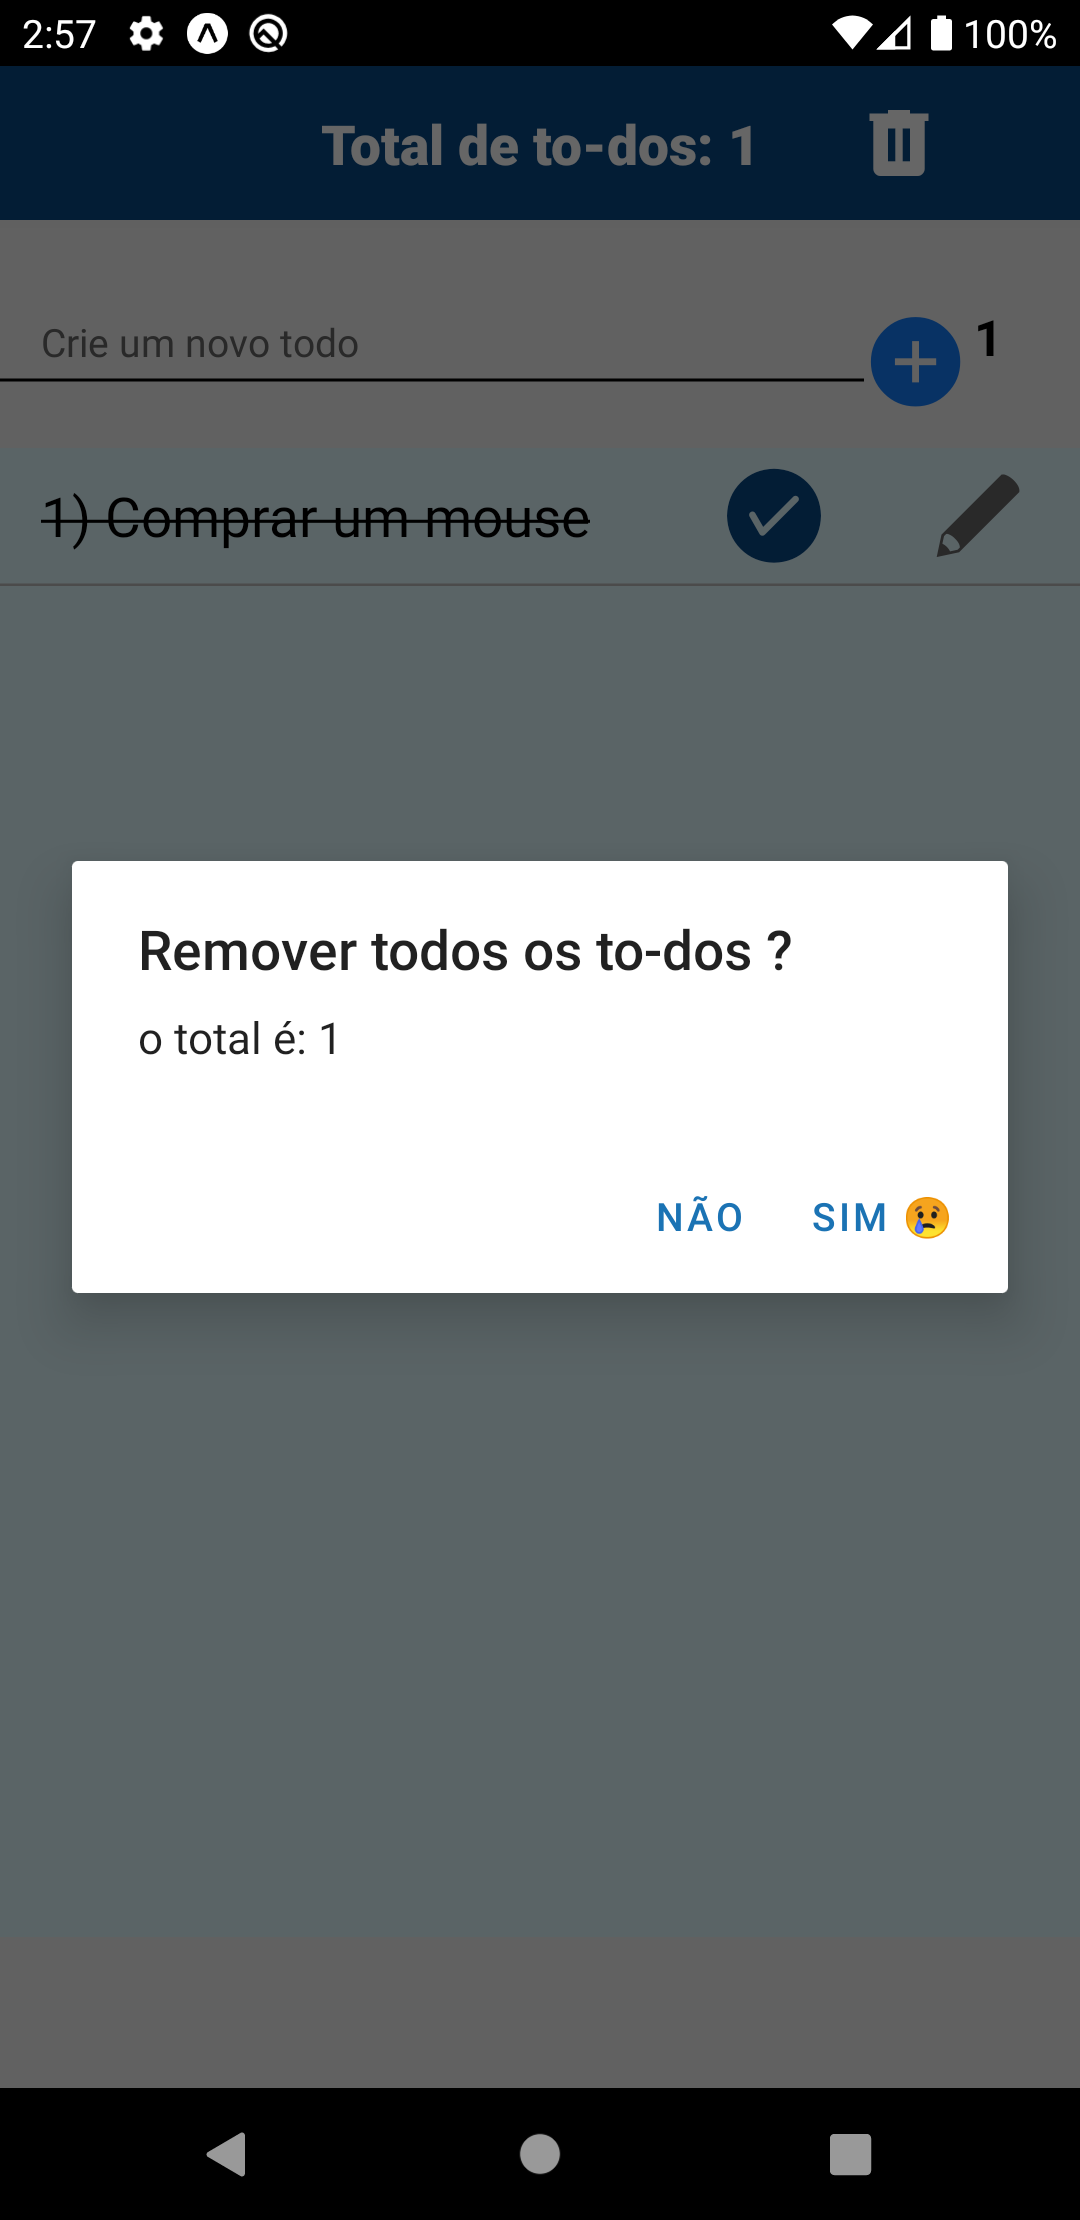 2:57 100%
Total de to-dos: 1
Crie um novo todo 1
1) Comprar um mouse
Remover todos os to-dos ?
o total é: 1
NÃO SIM 😢